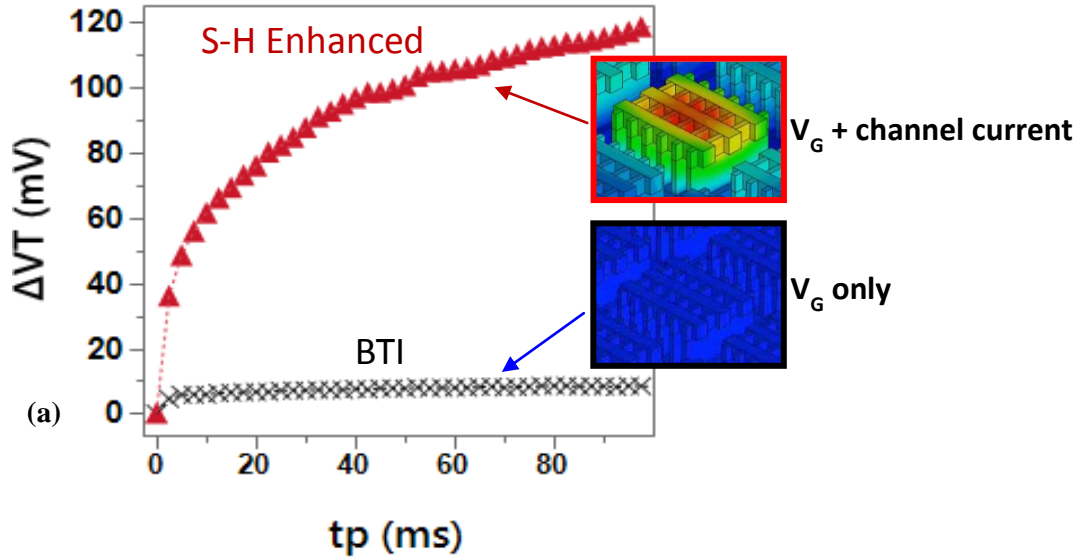 120
100
80
60
40
20
0
ΔVT (mV)
S-H Enhanced
BTI
V_G + channel current
V_G only
(a)
0 20 40 60 80
tp (ms)